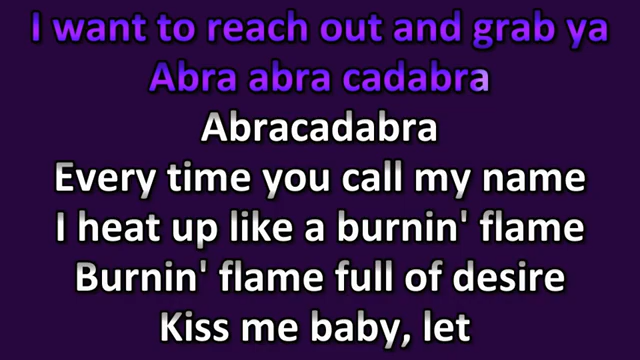 I want to reach out and grab ya
Abra abra cadabra
Abracadabra
Every time you call my name
I heat up like a burnin' flame
Burnin' flame full of desire
Kiss me baby, let